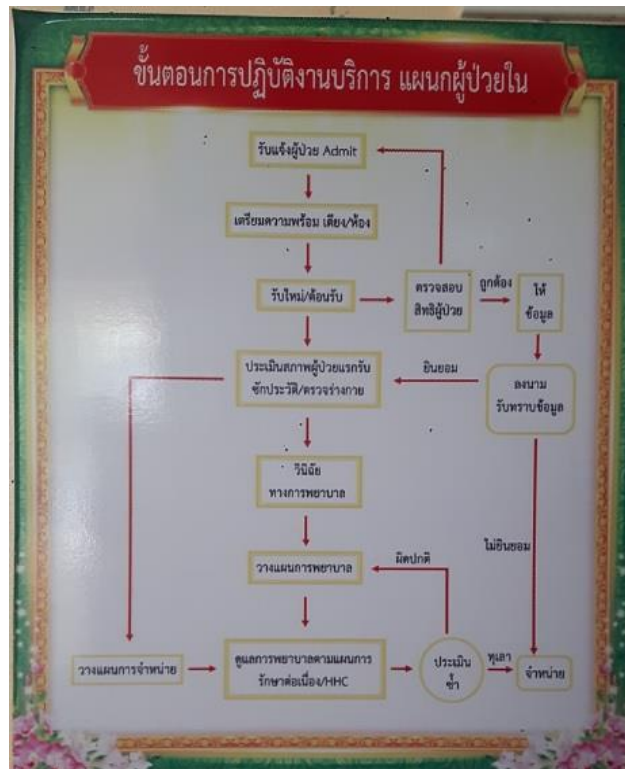 ขั้นตอนการปฏิบัติงานบริการ แผนกผู้ป่วยใน
รับแจ้งผู้ป่วย Admit
เตรียมความพร้อม เตียง/ห้อง
รับใหม่/ต้อนรับ
ตรวจสอบ
สิทธิผู้ป่วย
ถูกต้อง
ให้
ข้อมูล
ประเมินสภาพผู้ป่วยแรกรับ
ซักประวัติ/ตรวจร่างกาย
ยินยอม
ลงนาม
รับทราบข้อมูล
วินิฉัย
ทางการพยาบาล
ไม่ยินยอม
วางแผนการพยาบาล
ผิดปกติ
วางแผนการจำหน่าย
ดูแลการพยาบาลตามแผนการ
รักษาต่อเนื่อง/HHC
ประเมิน
ซ้ำ
ทุเลา
จำหน่าย